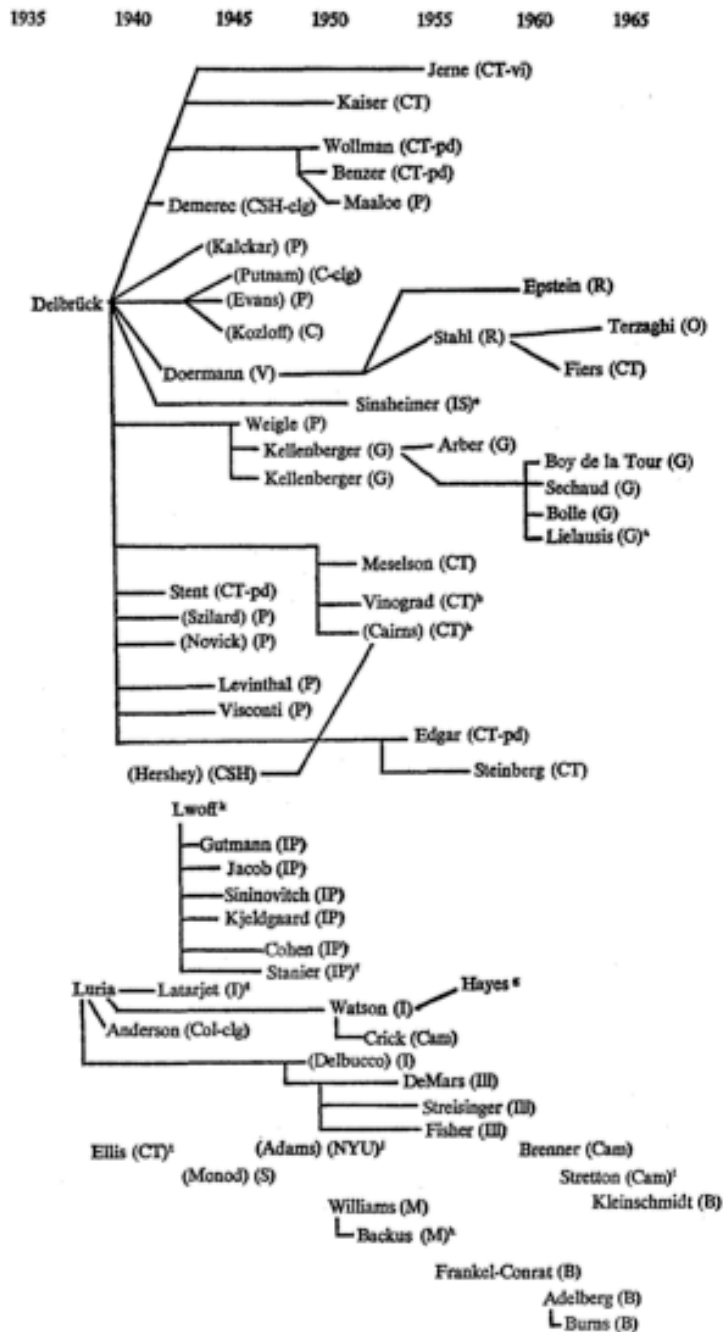 1935 1940 1945 1950 1955 1960 1965
Jerne (CT-vi)
Kaiser (CT)
Wollman (CT-pd)
Benzer (CT-pd)
Demerec (CSH-clg) Maaloe (P)
(Kalckar) (P)
(Putnam) (C-clg)
Epstein (R)
Delbrück (Evans) (P)
(Kozloff) (C) Terzaghi (O)
Stahl (R)
Doermann (V) Fiers (CT)
Sinsheimer (IS)ᵉ
Weigle (P)
Kellenberger (G) Arber (G)
Boy de la Tour (G)
Kellenberger (G) Sechaud (G)
Bolle (G)
Lielausis (G)ʰ
Meselson (CT)
Stent (CT-pd)
Vinograd (CT)ʰ
(Szilard) (P)
(Cairns) (CT)ʰ
(Novick) (P)
Levinthal (P)
Visconti (P)
Edgar (CT-pd)
(Hershey) (CSH) Steinberg (CT)
Lwoffᵏ
Gutmann (IP)
Jacob (IP)
Sininovitch (IP)
Kjeldgaard (IP)
Cohen (IP)
Stanier (IP)ᶠ
Luria Latarjet (I)ᵈ Hayes ᵍ
Watson (I)
Anderson (Col-clg)
Crick (Cam)
(Delbucco) (I)
DeMars (Ill)
Streisinger (Ill)
Fisher (Ill)
Ellis (CT)ⁱ (Adams) (NYU)ʲ Brenner (Cam)
(Monod) (S) Stretton (Cam)ⁱ
Kleinschmidt (B)
Williams (M)
Backus (M)ʰ
Frankel-Conrat (B)
Adelberg (B)
Burns (B)